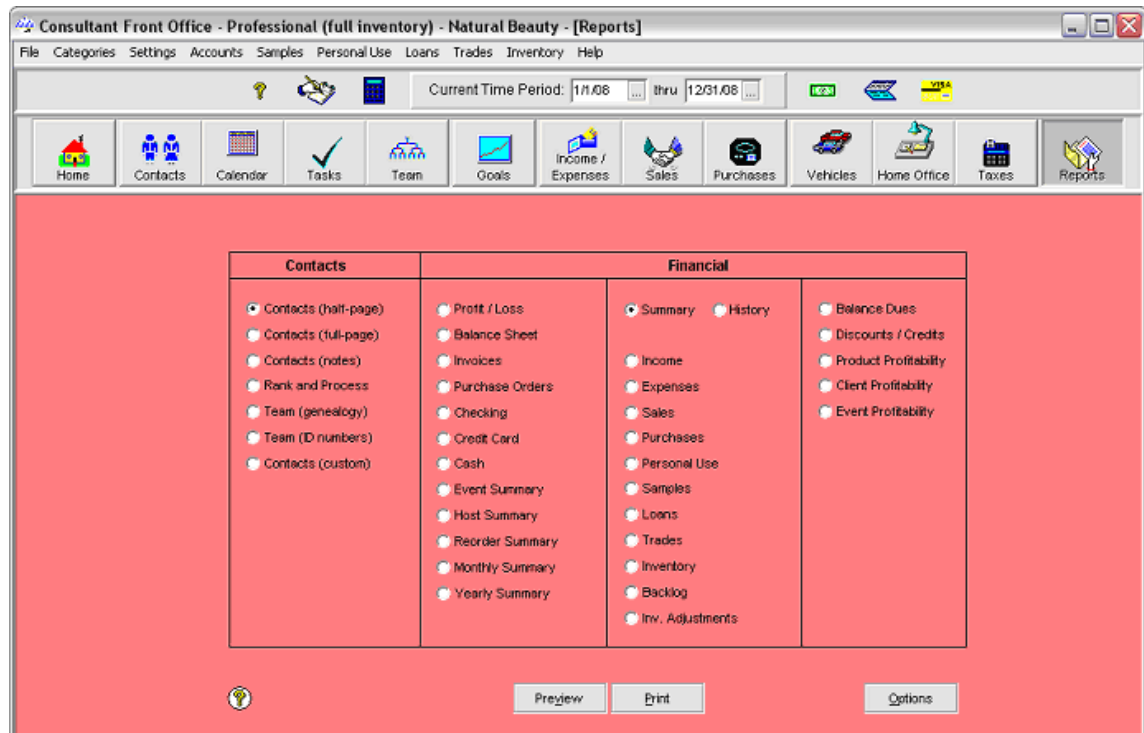 Consultant Front Office - Professional (full inventory) - Natural Beauty - [Reports]
File Categories Settings Accounts Samples Personal Use Loans Trades Inventory Help
Current Time Period: 1/1/08 ... thru 12/31/08 ...
VISA
Home Contacts Calendar Tasks Team Goals Income / Expenses Sales Purchases Vehicles Home Office Taxes Reports
Contacts
Contacts (half-page)
Contacts (full-page)
Contacts (notes)
Rank and Process
Team (genealogy)
Team (ID numbers)
Contacts (custom)
Financial
Profit / Loss
Balance Sheet
Invoices
Purchase Orders
Checking
Credit Card
Cash
Event Summary
Host Summary
Reorder Summary
Monthly Summary
Yearly Summary
Summary History
Income
Expenses
Sales
Purchases
Personal Use
Samples
Loans
Trades
Inventory
Backlog
Inv. Adjustments
Balance Dues
Discounts / Credits
Product Profitability
Client Profitability
Event Profitability
? Preview Print Options